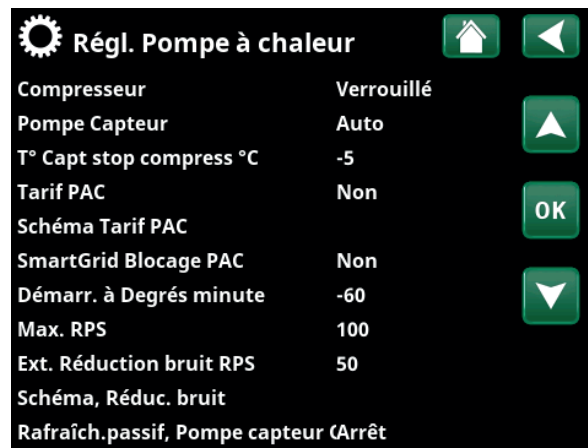 Régl. Pompe à chaleur
Compresseur Verrouillé
Pompe Capteur Auto
T° Capt stop compress °C -5
Tarif PAC Non
Schéma Tarif PAC
SmartGrid Blocage PAC Non
OK
Démarr. à Degrés minute -60
Max. RPS 100
Ext. Réduction bruit RPS 50
Schéma, Réduc. bruit
Rafraîch.passif, Pompe capteur (Arrêt